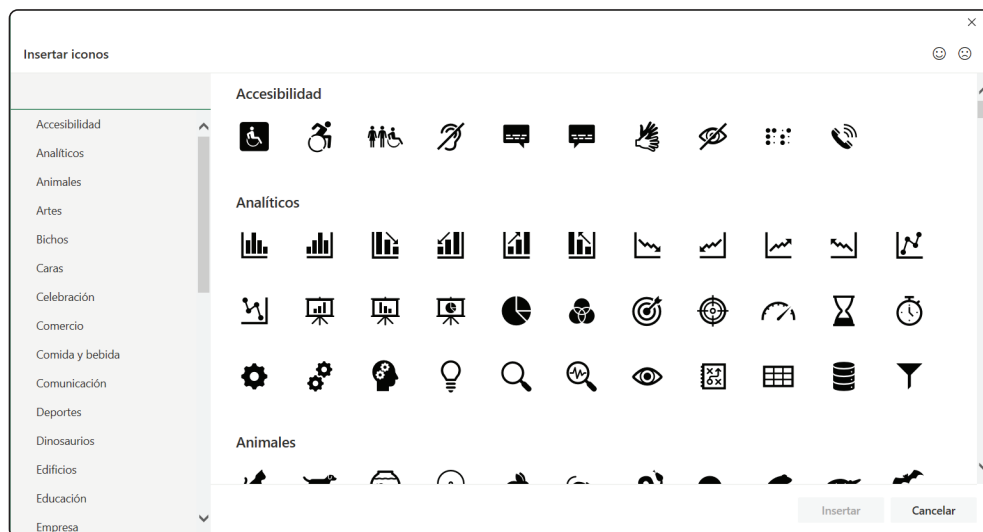 Insertar iconos
Accesibilidad
Analíticos
Animales
Artes
Bichos
Caras
Celebración
Comercio
Comida y bebida
Comunicación
Deportes
Dinosaurios
Edificios
Educación
Empresa
Accesibilidad
Analíticos
Animales
Insertar
Cancelar